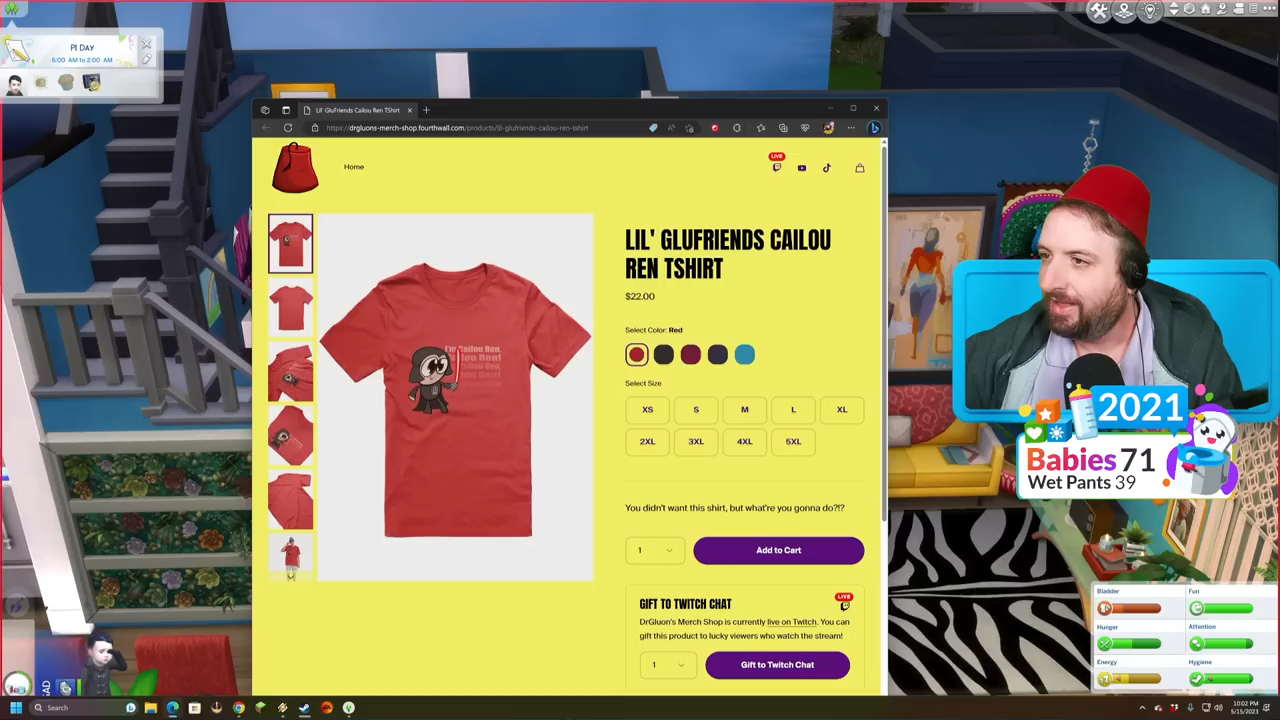 PI DAY
6:00 AM to 2:00 AM
Lil' GluFriends Cailou Ren TShirt
https://drgluons-merch-shop.fourthwall.com/products/lil-glufriends-cailou-ren-tshirt
Home
LIVE
LIL' GLUFRIENDS CAILOU
REN TSHIRT
$22.00
Select Color: Red
I'm Cailou Ren,
Select Size
XS
S
M
L
XL
2XL
3XL
4XL
5XL
You didn't want this shirt, but what're you gonna do?!?
1
Add to Cart
LIVE
GIFT TO TWITCH CHAT
DrGluon's Merch Shop is currently live on Twitch. You can
gift this product to lucky viewers who watch the stream!
1
Gift to Twitch Chat
2021
Babies 71
Wet Pants 39
Bladder
Fun
Hunger
Attention
Energy
Hygiene
Search
10:02 PM
5/15/2023